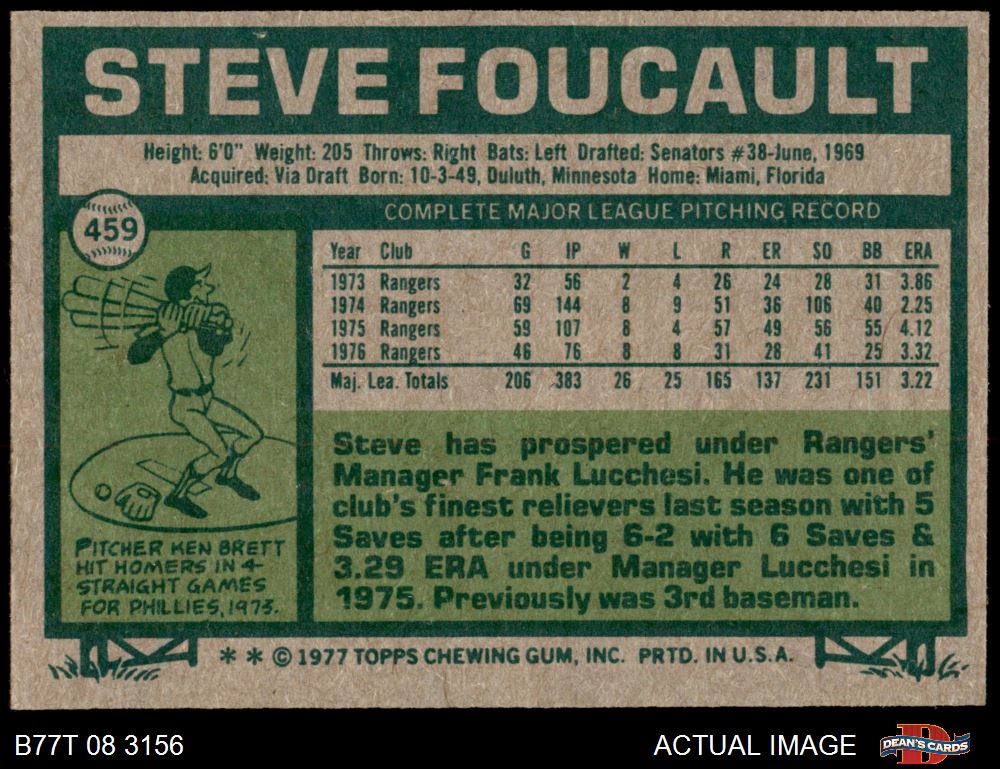 STEVE FOUCAULT
Height: 6'0" Weight: 205 Throws: Right Bats: Left Drafted: Senators #38-June, 1969
Acquired: Via Draft Born: 10-3-49, Duluth, Minnesota Home: Miami, Florida
459
COMPLETE MAJOR LEAGUE PITCHING RECORD
Year Club G IP W L R ER SO BB ERA
1973 Rangers 32 56 2 4 26 24 28 31 3.86
1974 Rangers 69 144 8 9 51 36 106 40 2.25
1975 Rangers 59 107 8 4 57 49 56 55 4.12
1976 Rangers 46 76 8 8 31 28 41 25 3.32
Maj. Lea. Totals 206 383 26 25 165 137 231 151 3.22
Steve has prospered under Rangers'
Manager Frank Lucchesi. He was one of
club's finest relievers last season with 5
Saves after being 6-2 with 6 Saves &
3.29 ERA under Manager Lucchesi in
1975. Previously was 3rd baseman.
PITCHER KEN BRETT
HIT HOMERS IN 4-
STRAIGHT GAMES
FOR PHILLIES, 1973.
* * © 1977 TOPPS CHEWING GUM, INC. PRTD. IN U.S.A.
B77T 08 3156
ACTUAL IMAGE
DEAN'S CARDS